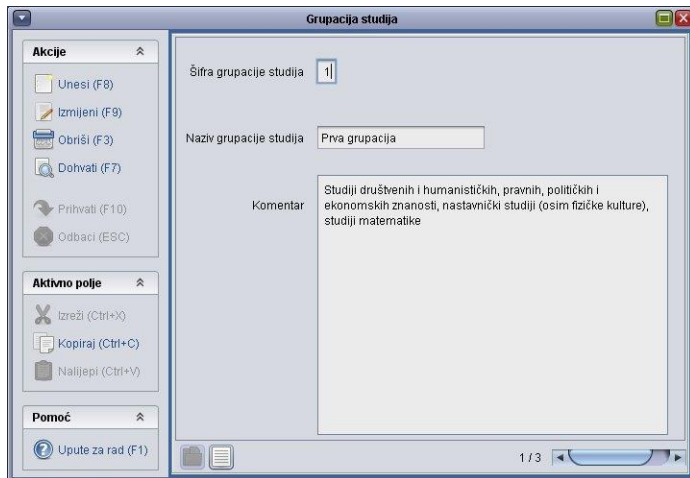 Grupacija studija
Akcije
Unesi (F8)
Izmijeni (F9)
Obriši (F3)
Dohvati (F7)
Prihvati (F10)
Odbaci (ESC)
Aktivno polje
Izreži (Ctrl+X)
Kopiraj (Ctrl+C)
Nalijepi (Ctrl+V)
Pomoć
Upute za rad (F1)
Šifra grupacije studija 1
Naziv grupacije studija Prva grupacija
Komentar
Studiji društvenih i humanističkih, pravnih, političkih i
ekonomskih znanosti, nastavnički studiji (osim fizičke kulture),
studiji matematike
1 / 3